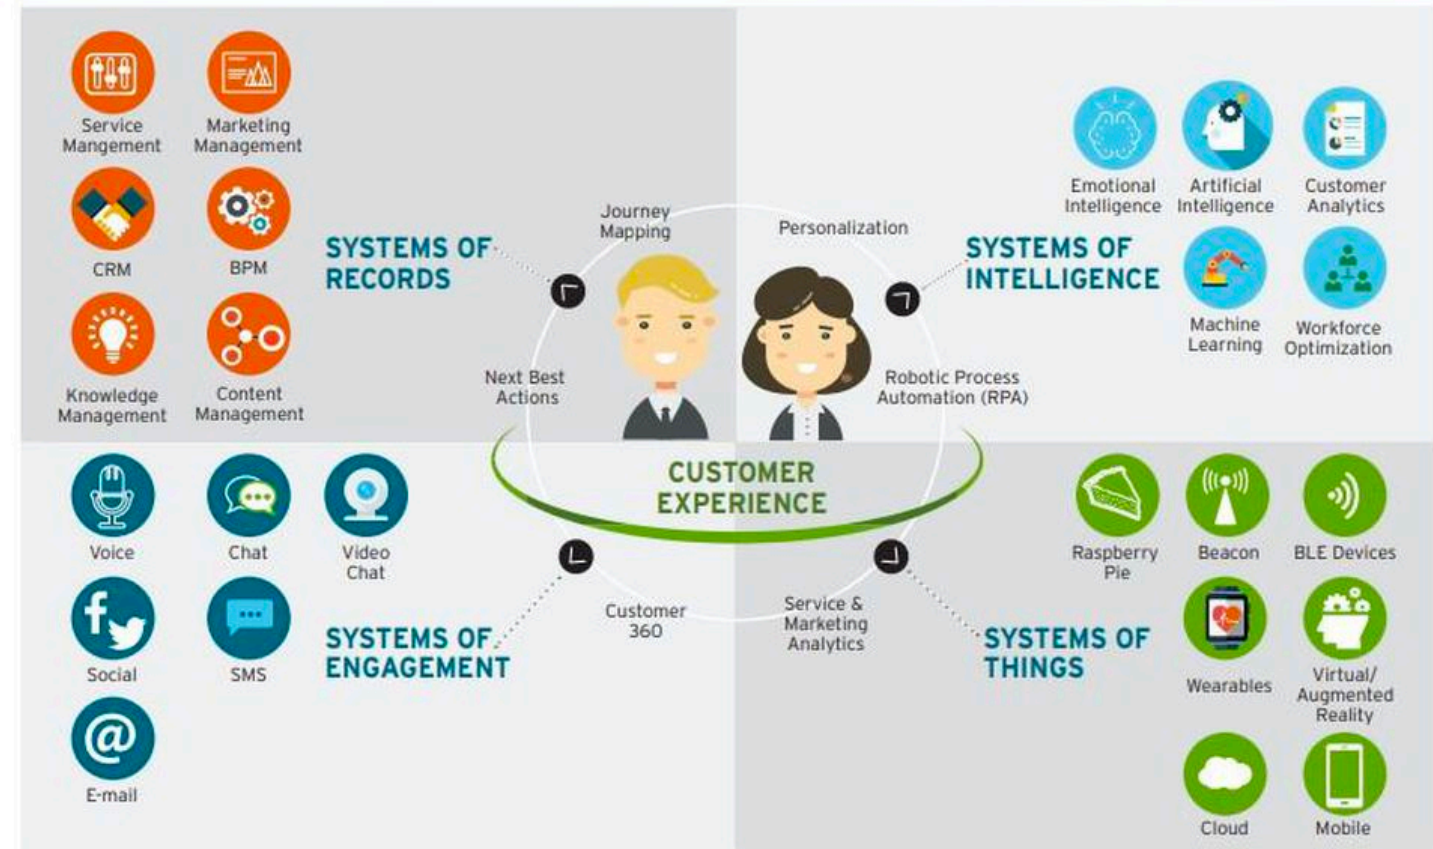 Service
Mangement
Marketing
Management
CRM
BPM
Knowledge
Management
Content
Management
SYSTEMS OF
RECORDS
Journey
Mapping
Next Best
Actions
Personalization
Robotic Process
Automation (RPA)
SYSTEMS OF
INTELLIGENCE
Emotional
Intelligence
Artificial
Intelligence
Customer
Analytics
Machine
Learning
Workforce
Optimization
CUSTOMER
EXPERIENCE
Voice
Chat
Video
Chat
Social
SMS
E-mail
SYSTEMS OF
ENGAGEMENT
Customer
360
Service &
Marketing
Analytics
SYSTEMS OF
THINGS
Raspberry
Pie
Beacon
BLE Devices
Wearables
Virtual/
Augmented
Reality
Cloud
Mobile